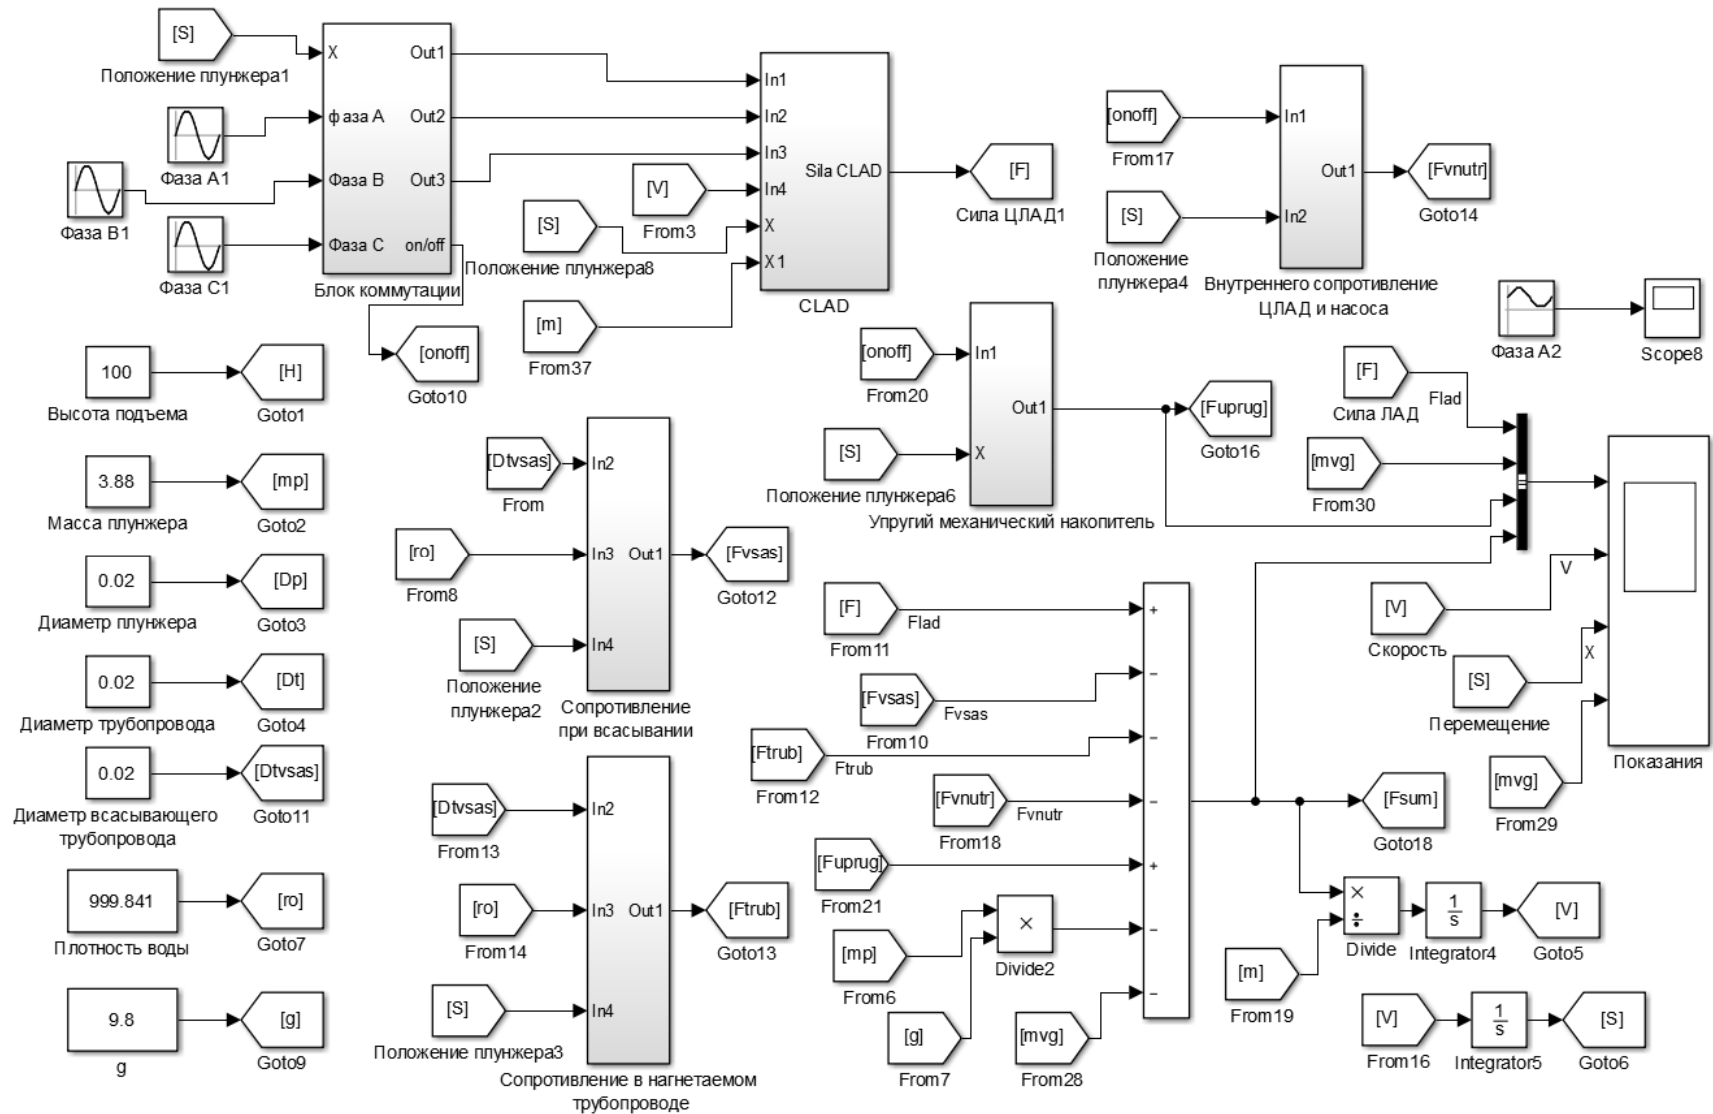 [S]
Положение плунжера1
X
Out1
фаза A
Out2
Фаза A1
Фаза B
Out3
Фаза B1
Фаза C
on/off
Фаза C1
Блок коммутации
[onoff]
Goto10
In1
In2
In3
In4
X
X1
Sila CLAD
CLAD
[V]
From3
[S]
Положение плунжера8
[m]
From37
[F]
Сила ЦЛАД1
[onoff]
From17
[S]
Положение
плунжера4
In1
In2
Out1
Внутреннего сопротивление
ЦЛАД и насоса
[Fvnutr]
Goto14
Фаза A2
Scope8
100
Высота подъема
[H]
Goto1
3.88
Масса плунжера
[mp]
Goto2
0.02
Диаметр плунжера
[Dp]
Goto3
0.02
Диаметр трубопровода
[Dt]
Goto4
0.02
Диаметр всасывающего
трубопровода
[Dtvsas]
Goto11
999.841
Плотность воды
[ro]
Goto7
9.8
g
[g]
Goto9
[Dtvsas]
From
[ro]
From8
[S]
Положение
плунжера2
In2
In3
In4
Out1
Сопротивление
при всасывании
[Fvsas]
Goto12
[Dtvsas]
From13
[ro]
From14
[S]
Положение плунжера3
In2
In3
In4
Out1
Сопротивление в нагнетаемом
трубопроводе
[Ftrub]
Goto13
[onoff]
From20
[S]
Положение плунжера6
In1
X
Out1
Упругий механический накопитель
[Fuprug]
Goto16
[F]
Flad
Сила ЛАД
[mvg]
From30
[V]
V
Скорость
[S]
X
Перемещение
[mvg]
From29
Показания
[F]
Flad
From11
[Fvsas]
Fvsas
From10
[Ftrub]
Ftrub
From12
[Fvnutr]
Fvnutr
From18
[Fuprug]
From21
[mp]
From6
[g]
From7
×
Divide2
[mvg]
From28
+
−
−
−
+
−
−
[Fsum]
Goto18
[m]
From19
×
÷
Divide
1
s
Integrator4
[V]
Goto5
[V]
From16
1
s
Integrator5
[S]
Goto6